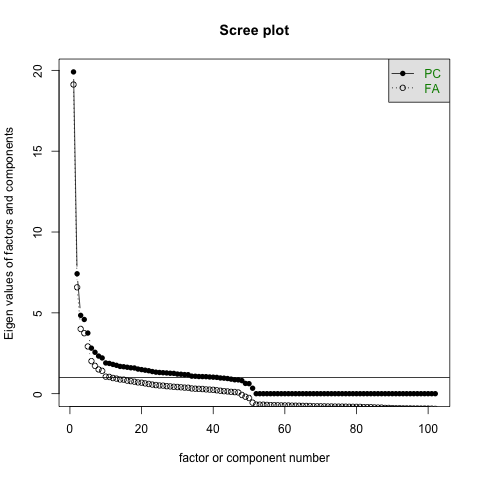 Scree plot
PC
FA
Eigen values of factors and components
20
15
10
5
0
0
20
40
60
80
100
factor or component number